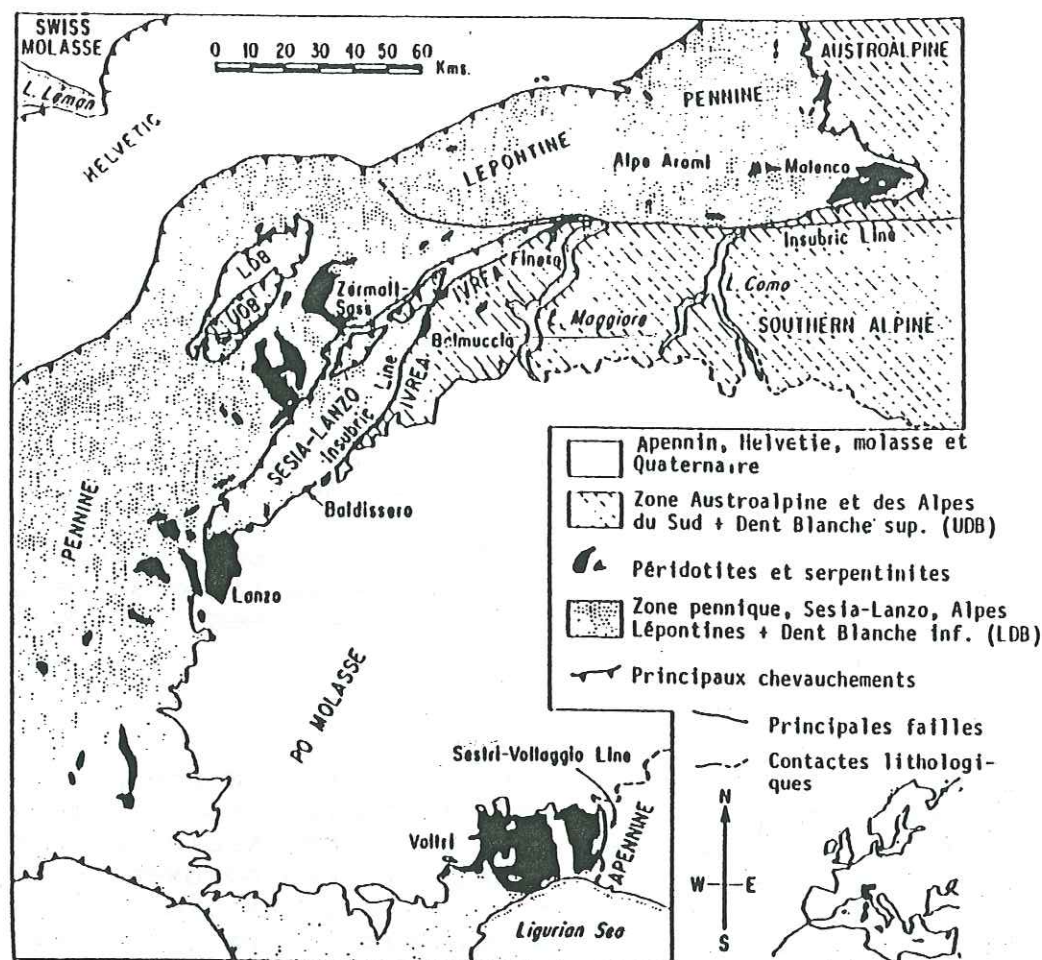 SWISS
MOLASSE
L. Leman
HELVETIC
0 10 20 30 40 50 60
Kms.
AUSTROALPINE
PENNINE
LEPONTINE
Alpe Arami
Malenco
Insubric Line
LDB
UDB
Zermatt-
Saas
Finero
IVREA
L. Maggiore
L. Como
SOUTHERN ALPINE
Balmuccia
IVREA
SESIA-LANZO
Insubric Line
Baldissero
PENNINE
Lanzo
PO MOLASSE
Apennin, Helvetie, molasse et
Quaternaire
Zone Austroalpine et des Alpes
du Sud + Dent Blanche sup. (UDB)
Péridotites et serpentinites
Zone pennique, Sesia-Lanzo, Alpes
Lépontines + Dent Blanche inf. (LDB)
Principaux chevauchements
Principales failles
Contactes lithologi-
ques
Sestri-Voltaggio Line
Voltri
APENNINE
Ligurian Sea
N
W E
S